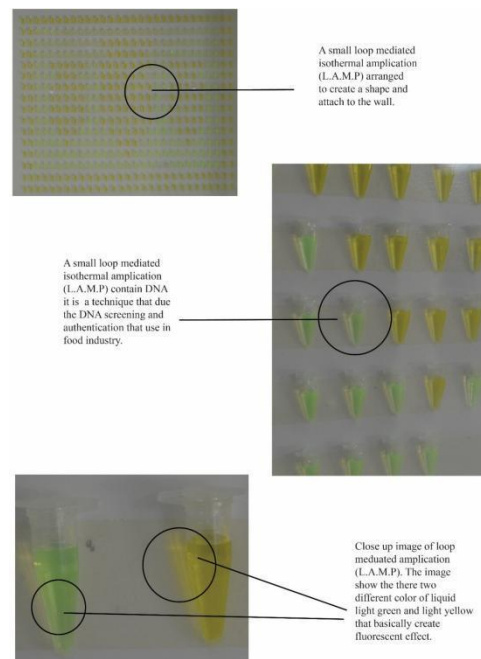 A small loop mediated
isothermal amplication
(L.A.M.P) arranged
to create a shape and
attach to the wall.
A small loop mediated
isothermal amplication
(L.A.M.P) contain DNA
it is a technique that due
the DNA screening and
authentication that use in
food industry.
Close up image of loop
meduated amplication
(L.A.M.P). The image
show the there two
different color of liquid
light green and light yellow
that basically create
fluorescent effect.